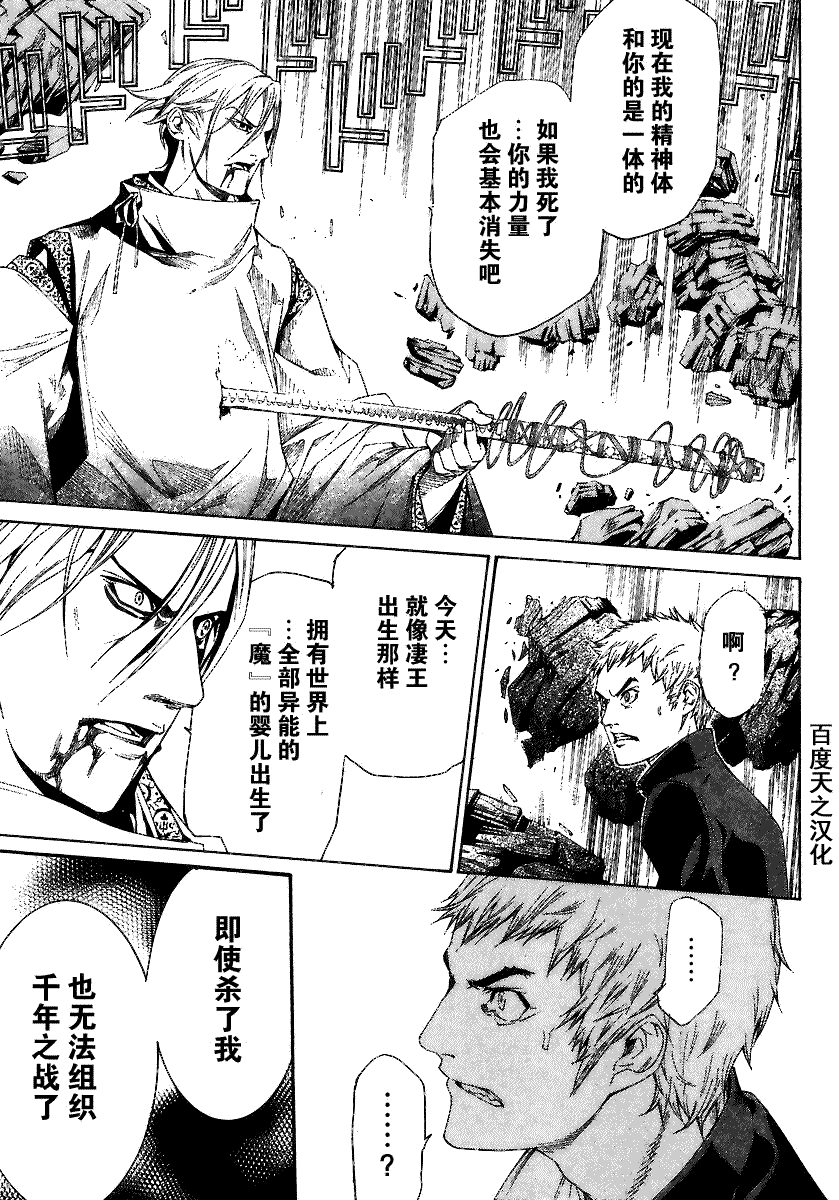 现在我的精神体
和你的是一体的
如果我死了
…你的力量
也会基本消失吧
啊
？
今天…
就像凄王
出生那样
拥有世界上
…全部异能的
『魔』的婴儿出生了
……
……？
即使杀了我
也无法组织
千年之战了
百度天之汉化